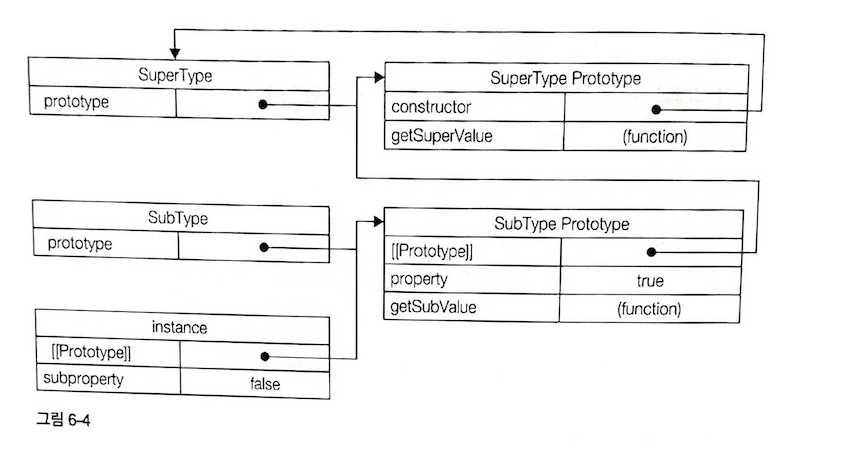 SuperType
prototype
SuperType Prototype
constructor
getSuperValue (function)
SubType
prototype
SubType Prototype
[[Prototype]]
property true
getSubValue (function)
instance
[[Prototype]]
subproperty false
그림 6-4